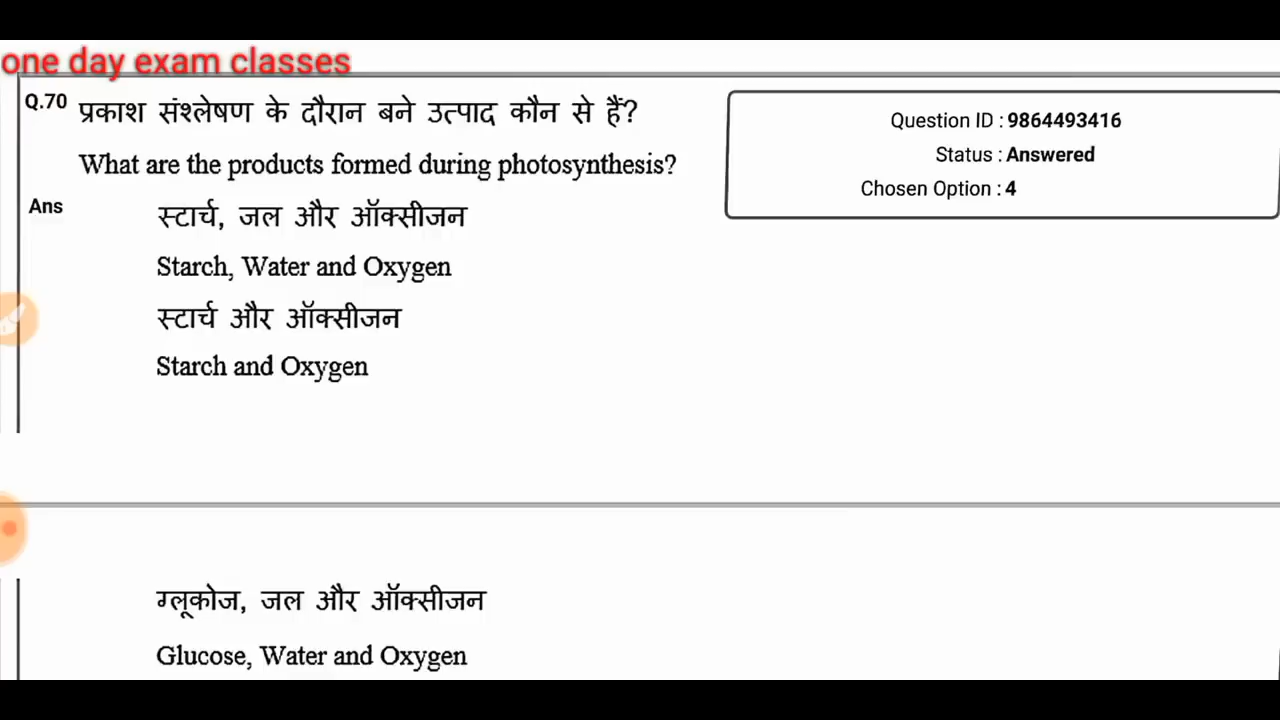 one day exam classes
Q.70 प्रकाश संश्लेषण के दौरान बने उत्पाद कौन से हैं?
What are the products formed during photosynthesis?
Ans स्टार्च, जल और ऑक्सीजन
Starch, Water and Oxygen
स्टार्च और ऑक्सीजन
Starch and Oxygen
ग्लूकोज, जल और ऑक्सीजन
Glucose, Water and Oxygen
Question ID : 9864493416
Status : Answered
Chosen Option : 4